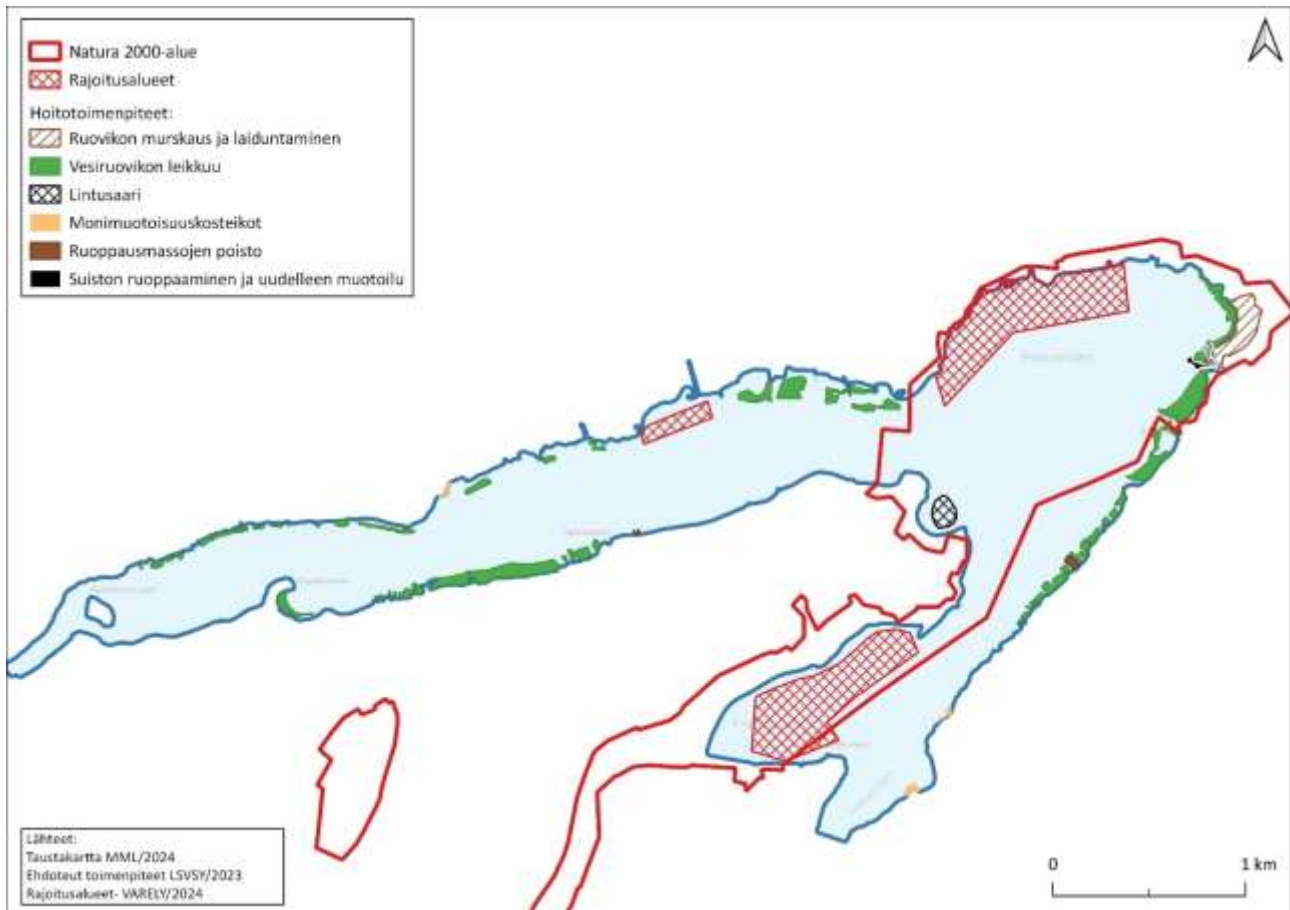 Natura 2000-alue
Rajoitusalueet
Hoitotoimenpiteet:
Ruovikon murskaus ja laiduntaminen
Vesiruovikon leikkuu
Lintusaari
Monimuotoisuuskosteikot
Ruoppausmassojen poisto
Suiston ruoppaaminen ja uudelleen muotoilu
Lähteet:
Taustakartta MML/2024
Ehdoteut toimenpiteet LSVSY/2023
Rajoitusalueet- VARELY/2024
0 1 km